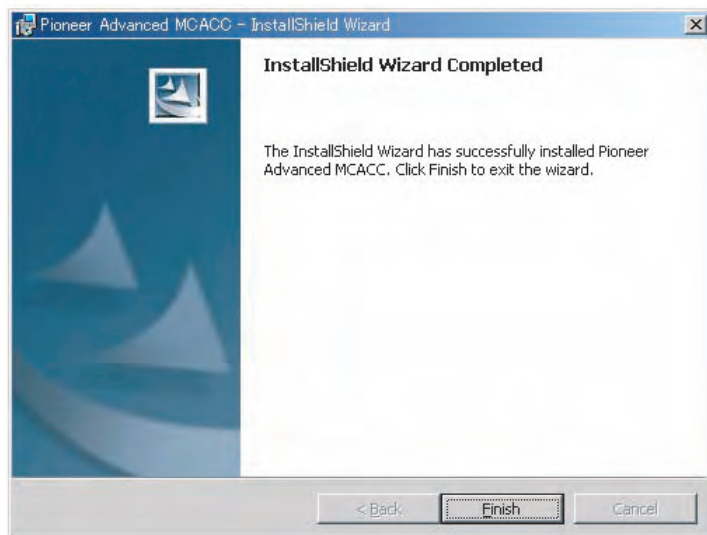 Pioneer Advanced MCACC - InstallShield Wizard
InstallShield Wizard Completed
The InstallShield Wizard has successfully installed Pioneer
Advanced MCACC. Click Finish to exit the wizard.
< Back
Finish
Cancel